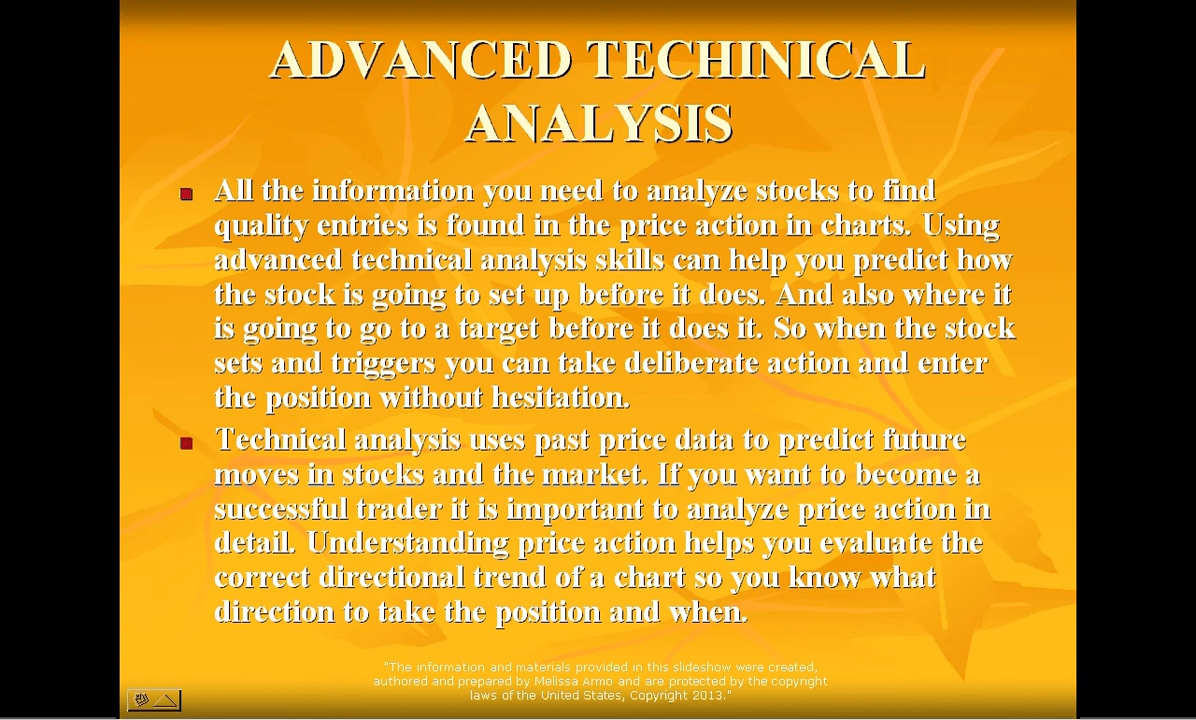 ADVANCED TECHINICAL
ANALYSIS
All the information you need to analyze stocks to find
quality entries is found in the price action in charts. Using
advanced technical analysis skills can help you predict how
the stock is going to set up before it does. And also where it
is going to go to a target before it does it. So when the stock
sets and triggers you can take deliberate action and enter
the position without hesitation.
Technical analysis uses past price data to predict future
moves in stocks and the market. If you want to become a
successful trader it is important to analyze price action in
detail. Understanding price action helps you evaluate the
correct directional trend of a chart so you know what
direction to take the position and when.
"The information and materials provided in this slideshow were created,
authored and prepared by Melissa Armo and are protected by the copyright
laws of the United States, Copyright 2013."